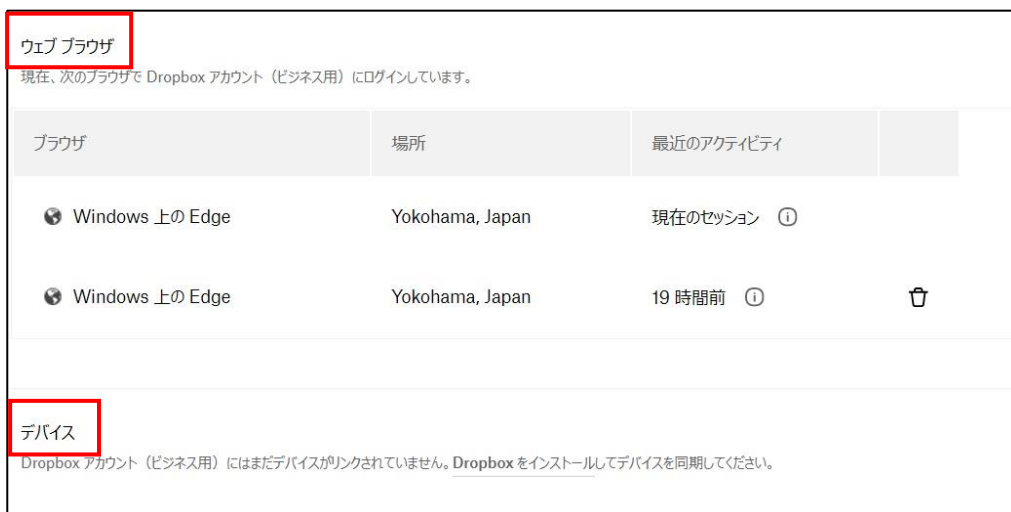 ウェブ ブラウザ
現在、次のブラウザで Dropbox アカウント（ビジネス用）にログインしています。
ブラウザ 場所 最近のアクティビティ
Windows 上の Edge Yokohama, Japan 現在のセッション
Windows 上の Edge Yokohama, Japan 19 時間前
デバイス
Dropbox アカウント（ビジネス用）にはまだデバイスがリンクされていません。Dropbox をインストールしてデバイスを同期してください。